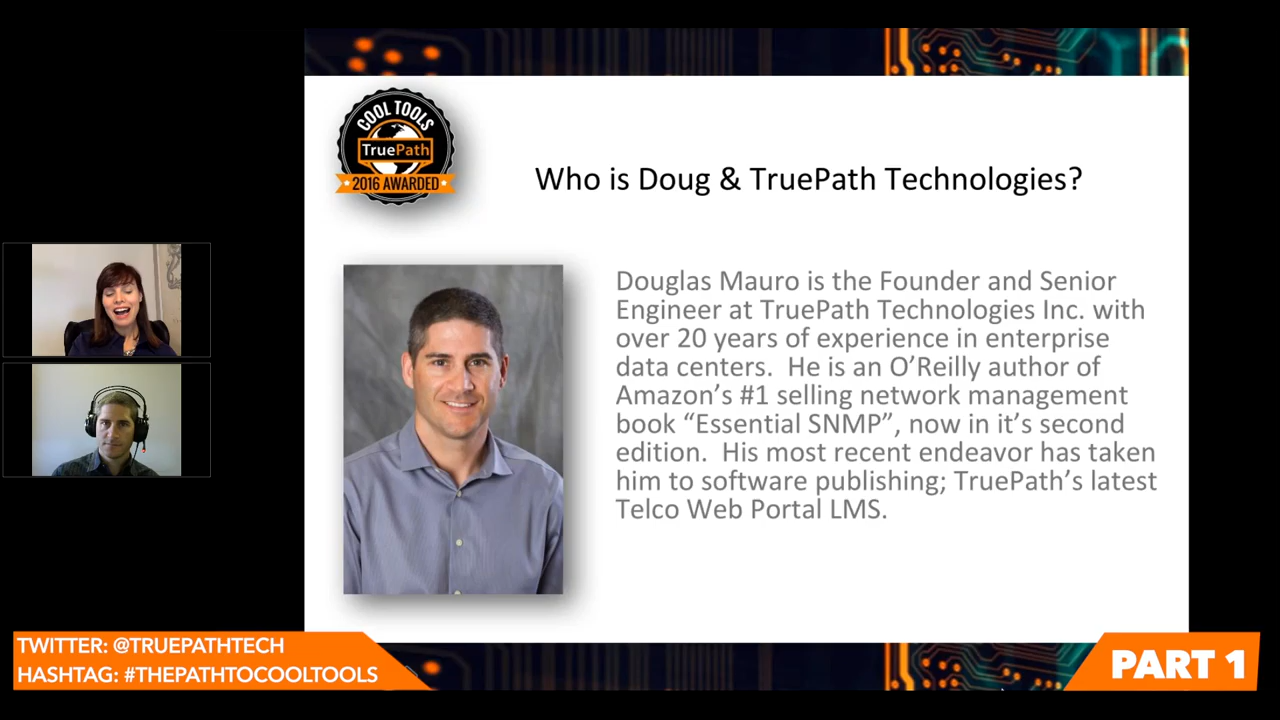 COOL TOOLS
TruePath
2016 AWARDED
Who is Doug & TruePath Technologies?
Douglas Mauro is the Founder and Senior
Engineer at TruePath Technologies Inc. with
over 20 years of experience in enterprise
data centers.  He is an O’Reilly author of
Amazon’s #1 selling network management
book “Essential SNMP”, now in it’s second
edition.  His most recent endeavor has taken
him to software publishing; TruePath’s latest
Telco Web Portal LMS.
TWITTER: @TRUEPATHTECH
HASHTAG: #THEPATHTOCOOLTOOLS
PART 1